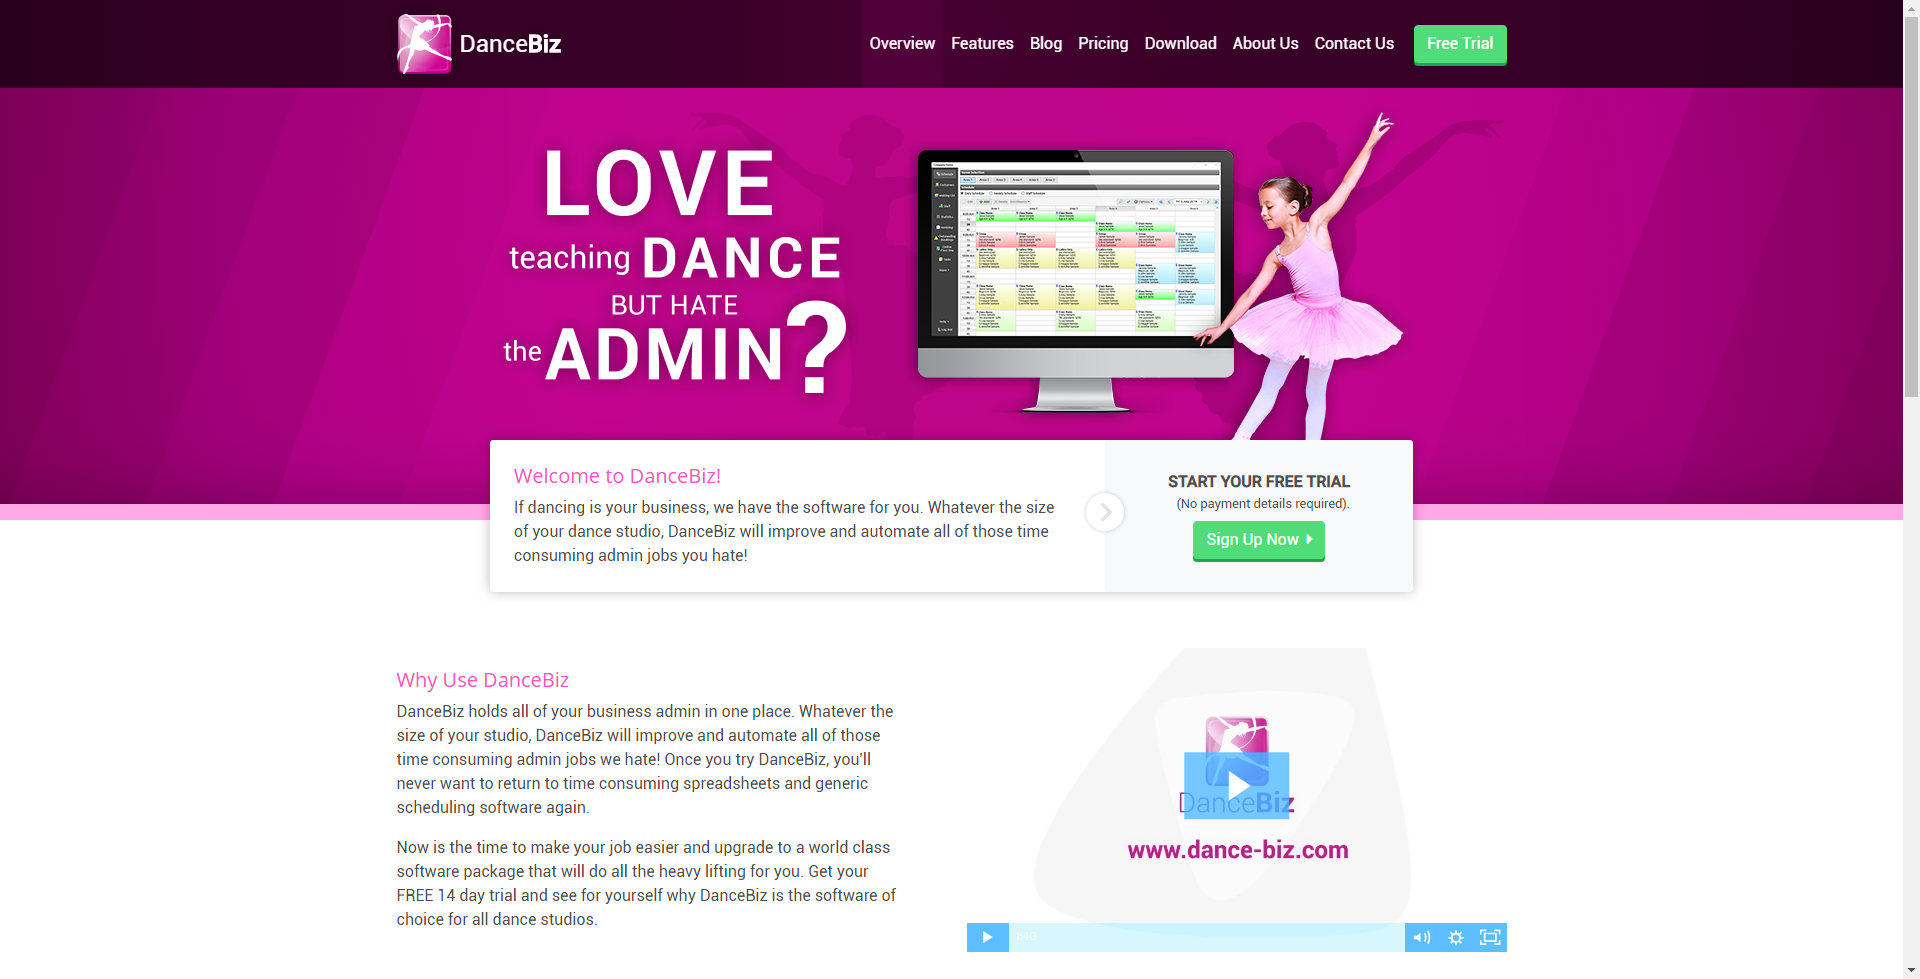 DanceBiz
Overview Features Blog Pricing Download About Us Contact Us Free Trial
LOVE
teaching DANCE
BUT HATE
the ADMIN?
Welcome to DanceBiz!
If dancing is your business, we have the software for you. Whatever the size
of your dance studio, DanceBiz will improve and automate all of those time
consuming admin jobs you hate!
START YOUR FREE TRIAL
(No payment details required).
Sign Up Now
Why Use DanceBiz
DanceBiz holds all of your business admin in one place. Whatever the
size of your studio, DanceBiz will improve and automate all of those
time consuming admin jobs we hate! Once you try DanceBiz, you'll
never want to return to time consuming spreadsheets and generic
scheduling software again.
Now is the time to make your job easier and upgrade to a world class
software package that will do all the heavy lifting for you. Get your
FREE 14 day trial and see for yourself why DanceBiz is the software of
choice for all dance studios.
DanceBiz
www.dance-biz.com
1:40